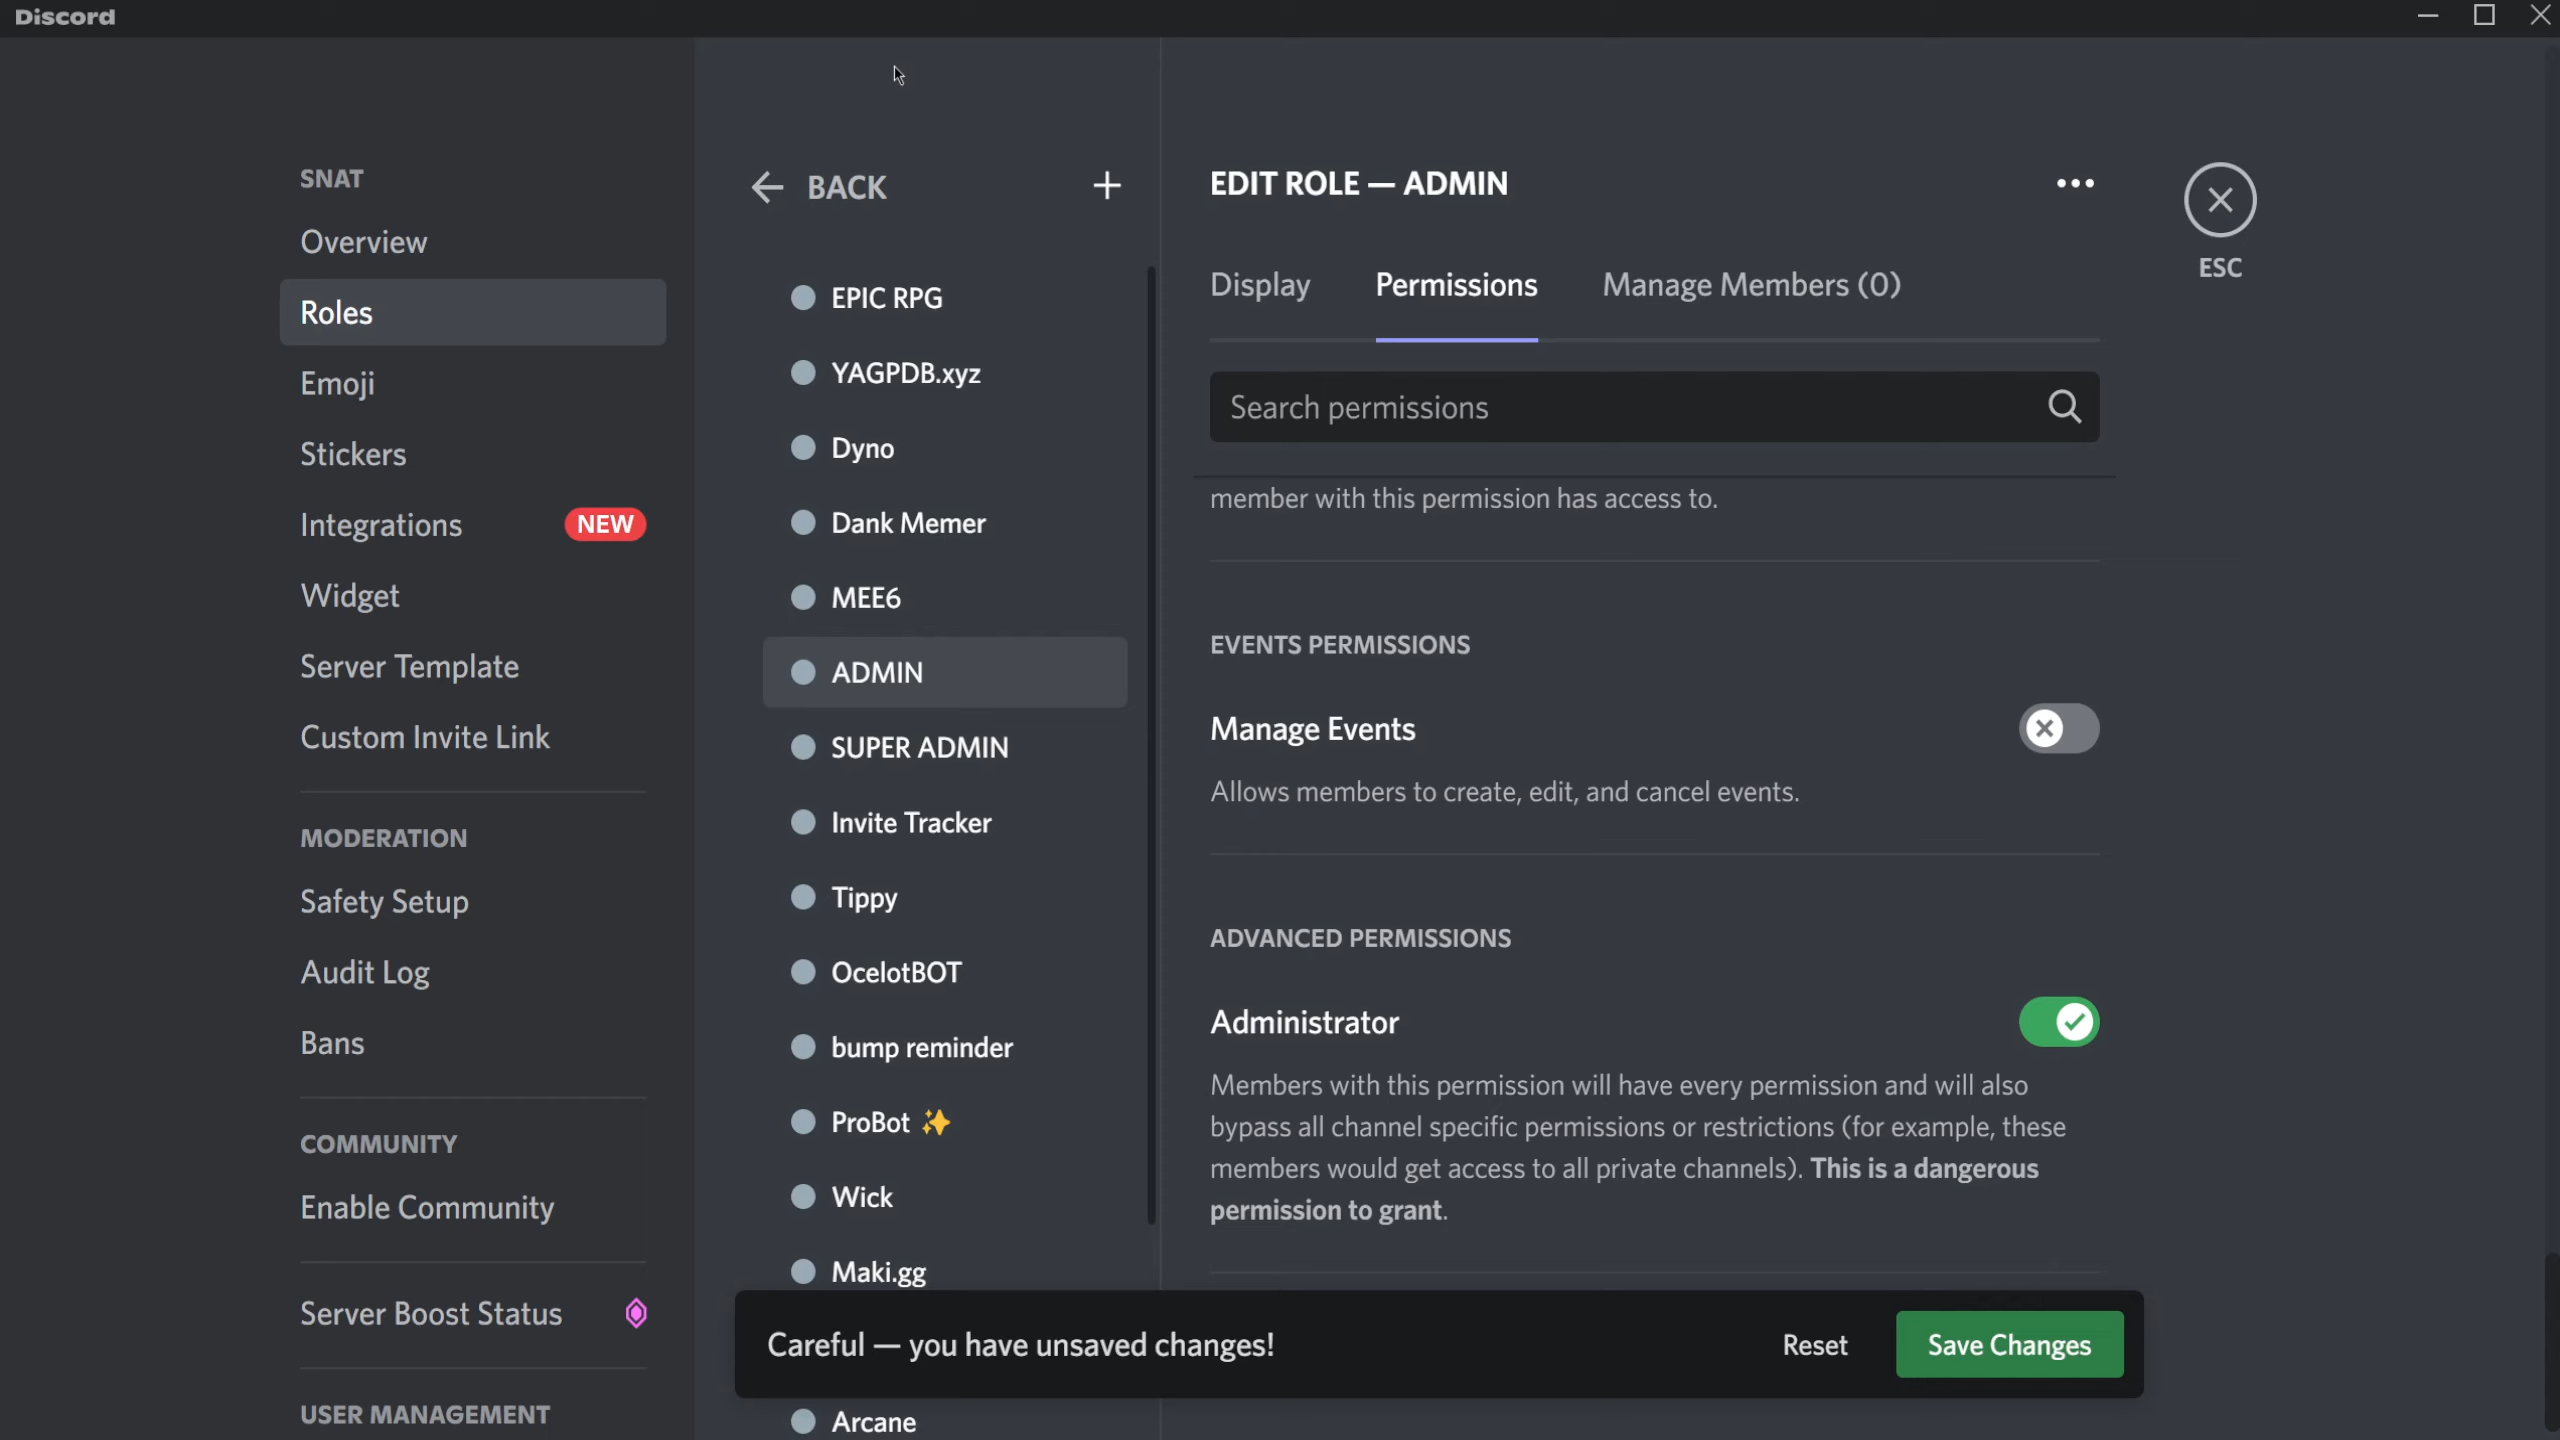 Discord
SNAT
Overview
Roles
Emoji
Stickers
Integrations NEW
Widget
Server Template
Custom Invite Link
MODERATION
Safety Setup
Audit Log
Bans
COMMUNITY
Enable Community
Server Boost Status
USER MANAGEMENT
BACK
EPIC RPG
YAGPDB.xyz
Dyno
Dank Memer
MEE6
ADMIN
SUPER ADMIN
Invite Tracker
Tippy
OcelotBOT
bump reminder
ProBot ✨
Wick
Maki.gg
Arcane
EDIT ROLE — ADMIN
Display Permissions Manage Members (0)
Search permissions
member with this permission has access to.
EVENTS PERMISSIONS
Manage Events
Allows members to create, edit, and cancel events.
ADVANCED PERMISSIONS
Administrator
Members with this permission will have every permission and will also
bypass all channel specific permissions or restrictions (for example, these
members would get access to all private channels). This is a dangerous
permission to grant.
Careful — you have unsaved changes! Reset Save Changes
ESC